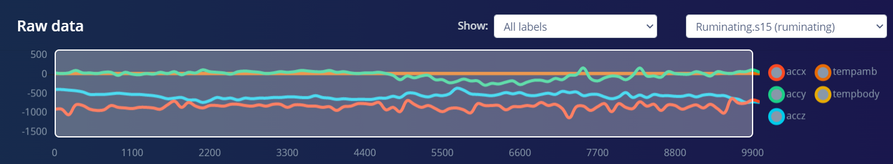 Raw data
Show: All labels Ruminating.s15 (ruminating)
500
0
-500
-1000
-1500
0 1100 2200 3300 4400 5500 6600 7700 8800 9900
accx tempamb
accy tempbody
accz